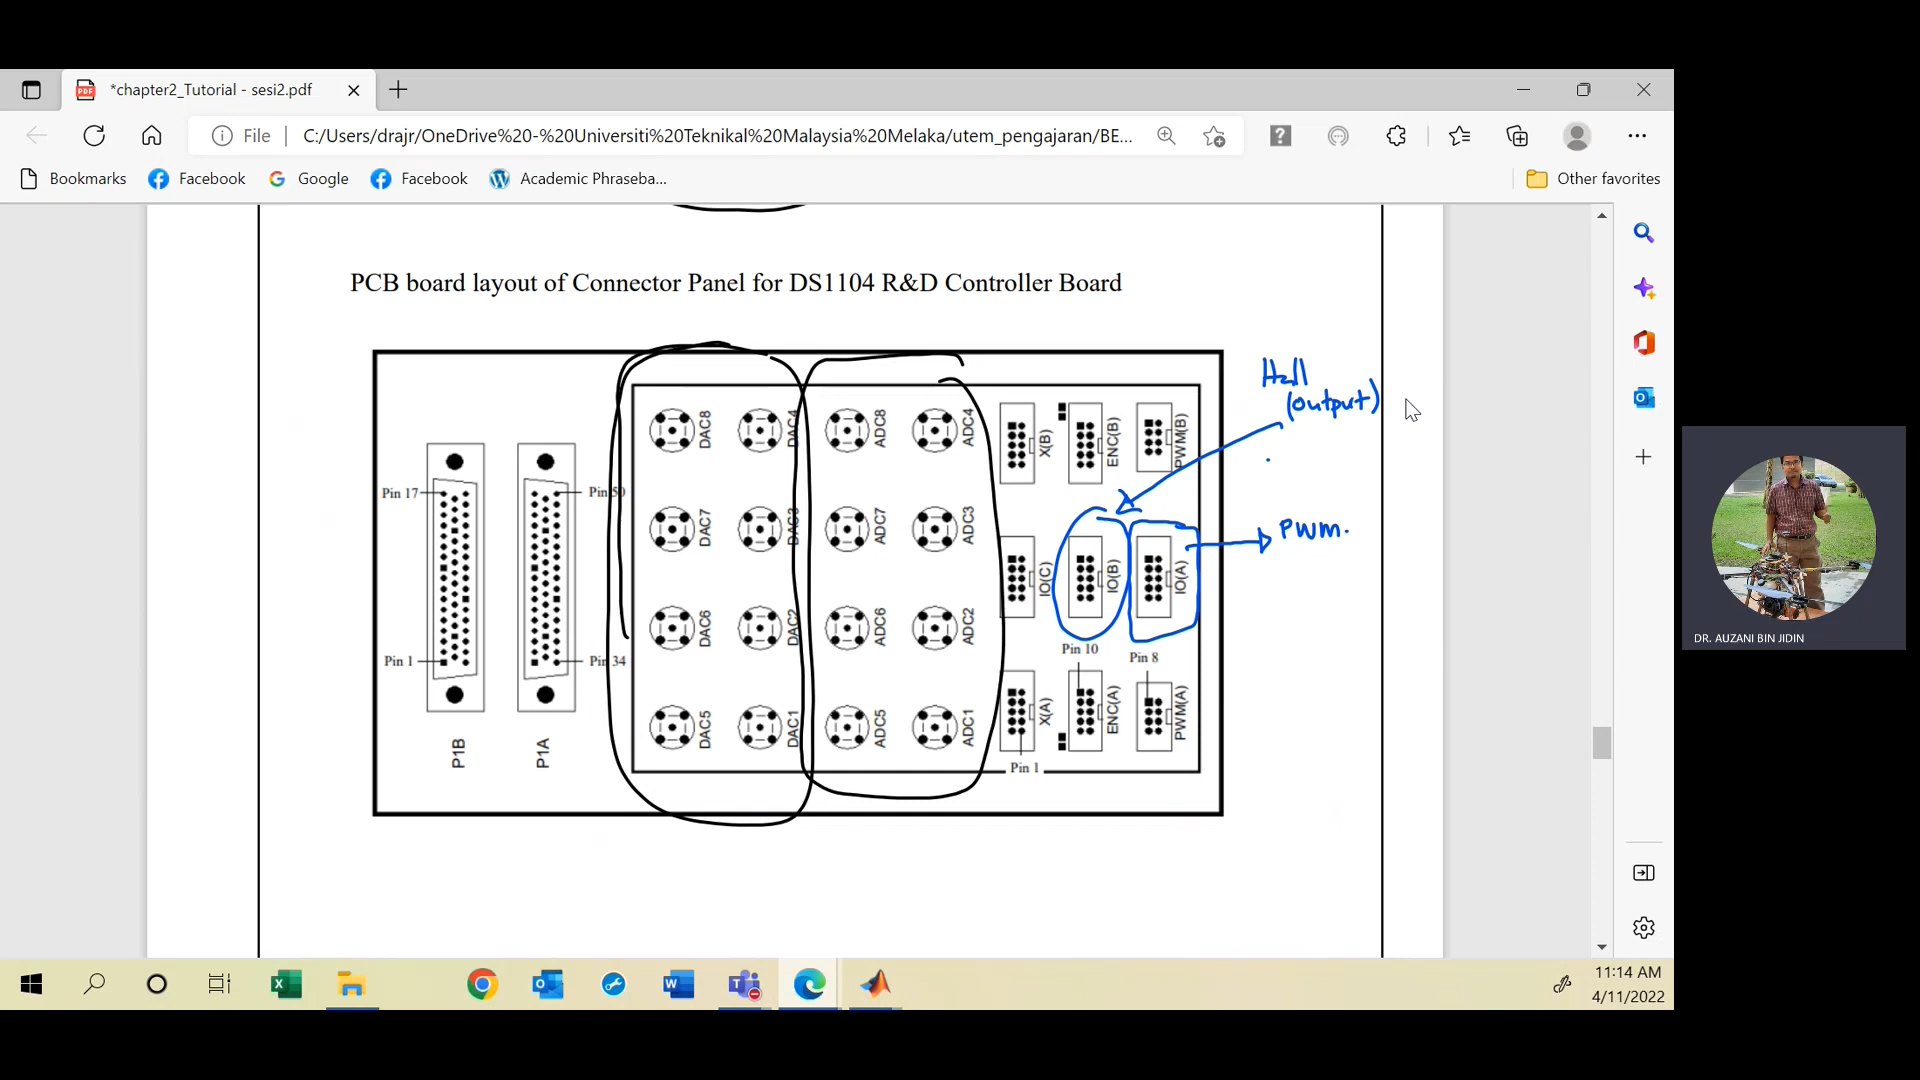 *chapter2_Tutorial - sesi2.pdf
File
C:/Users/drajr/OneDrive%20-%20Universiti%20Teknikal%20Malaysia%20Melaka/utem_pengajaran/BE...
Bookmarks Facebook Google Facebook Academic Phraseba... Other favorites
PCB board layout of Connector Panel for DS1104 R&D Controller Board
Hall
(output)
DAC8 DAC4 ADC8 ADC4 X(B) ENC(B) PWM(B)
Pin 17 Pin 50
DAC7 DAC3 ADC7 ADC3
PWM.
IO(C) IO(B) IO(A)
DAC6 DAC2 ADC6 ADC2
Pin 1 Pin 34 Pin 10 Pin 8
DAC5 DAC1 ADC5 ADC1 X(A) ENC(A) PWM(A)
P1B P1A Pin 1
DR. AUZANI BIN JIDIN
11:14 AM
4/11/2022